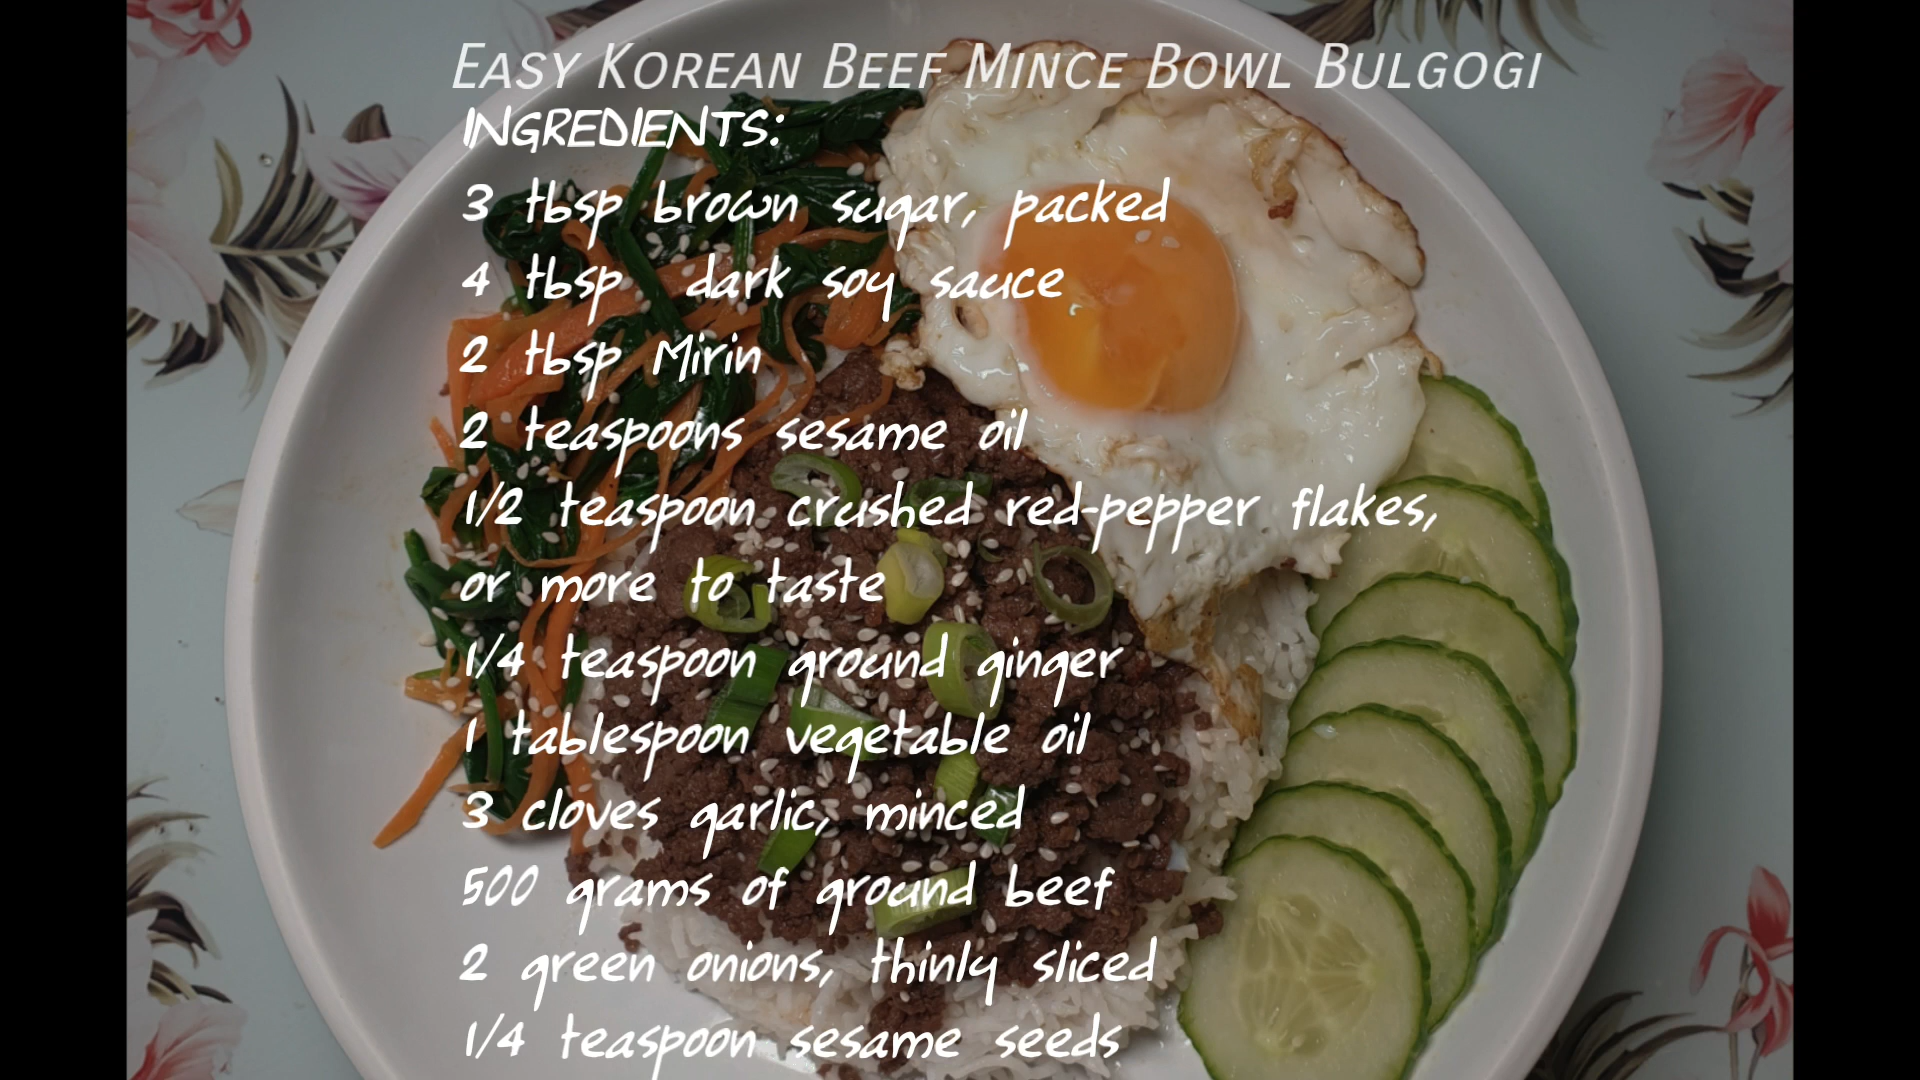 Easy Korean Beef Mince Bowl Bulgogi
INGREDIENTS:
3 tbsp brown sugar, packed
4 tbsp dark soy sauce
2 tbsp Mirin
2 teaspoons sesame oil
1/2 teaspoon crushed red-pepper flakes,
or more to taste
1/4 teaspoon ground ginger
1 tablespoon vegetable oil
3 cloves garlic, minced
500 grams of ground beef
2 green onions, thinly sliced
1/4 teaspoon sesame seeds